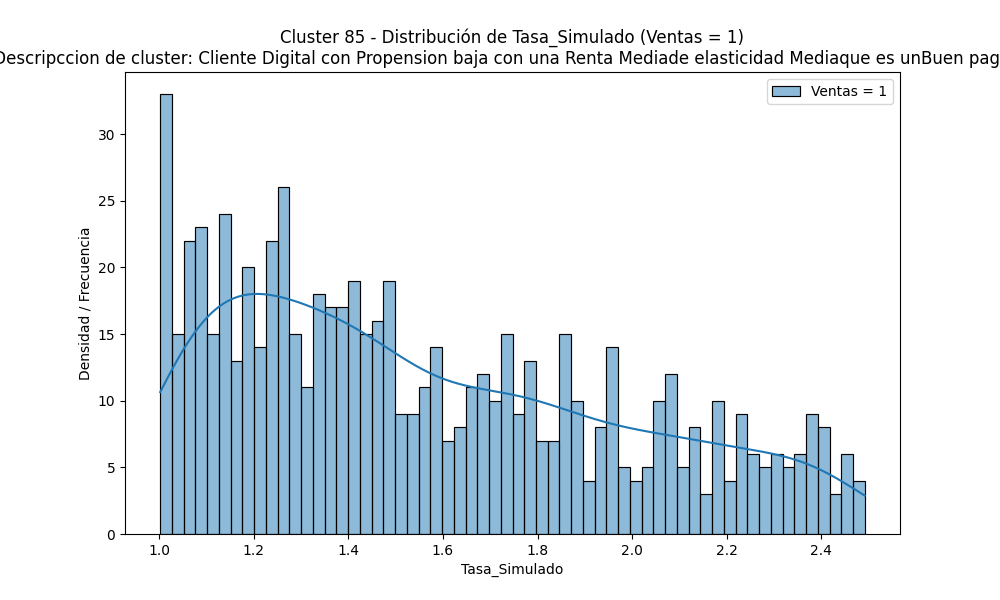 Cluster 85 - Distribución de Tasa_Simulado (Ventas = 1)
Descripccion de cluster: Cliente Digital con Propension baja con una Renta Mediade elasticidad Mediaque es unBuen pag
Ventas = 1
Densidad / Frecuencia
30
25
20
15
10
5
0
1.0 1.2 1.4 1.6 1.8 2.0 2.2 2.4
Tasa_Simulado